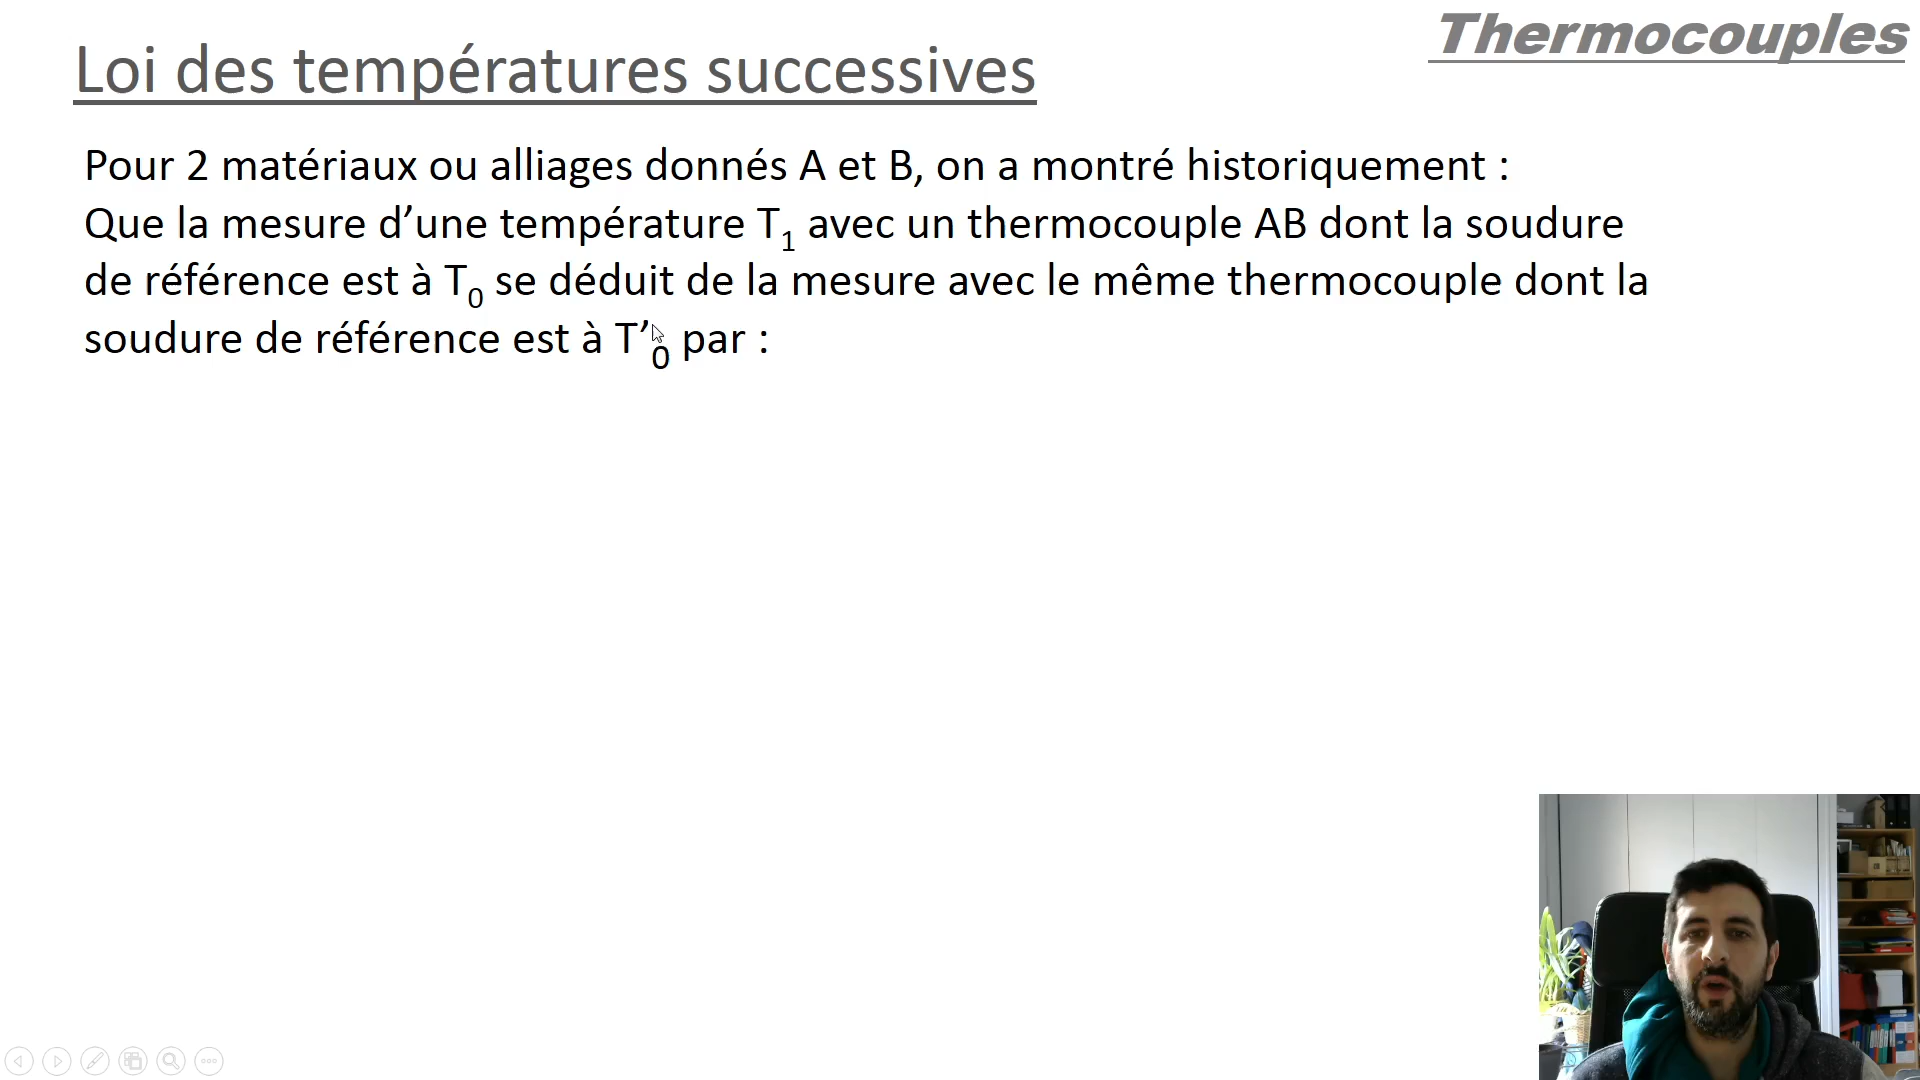 Thermocouples
Loi des températures successives
Pour 2 matériaux ou alliages donnés A et B, on a montré historiquement :
Que la mesure d’une température T₁ avec un thermocouple AB dont la soudure
de référence est à T₀ se déduit de la mesure avec le même thermocouple dont la
soudure de référence est à T’₀ par :